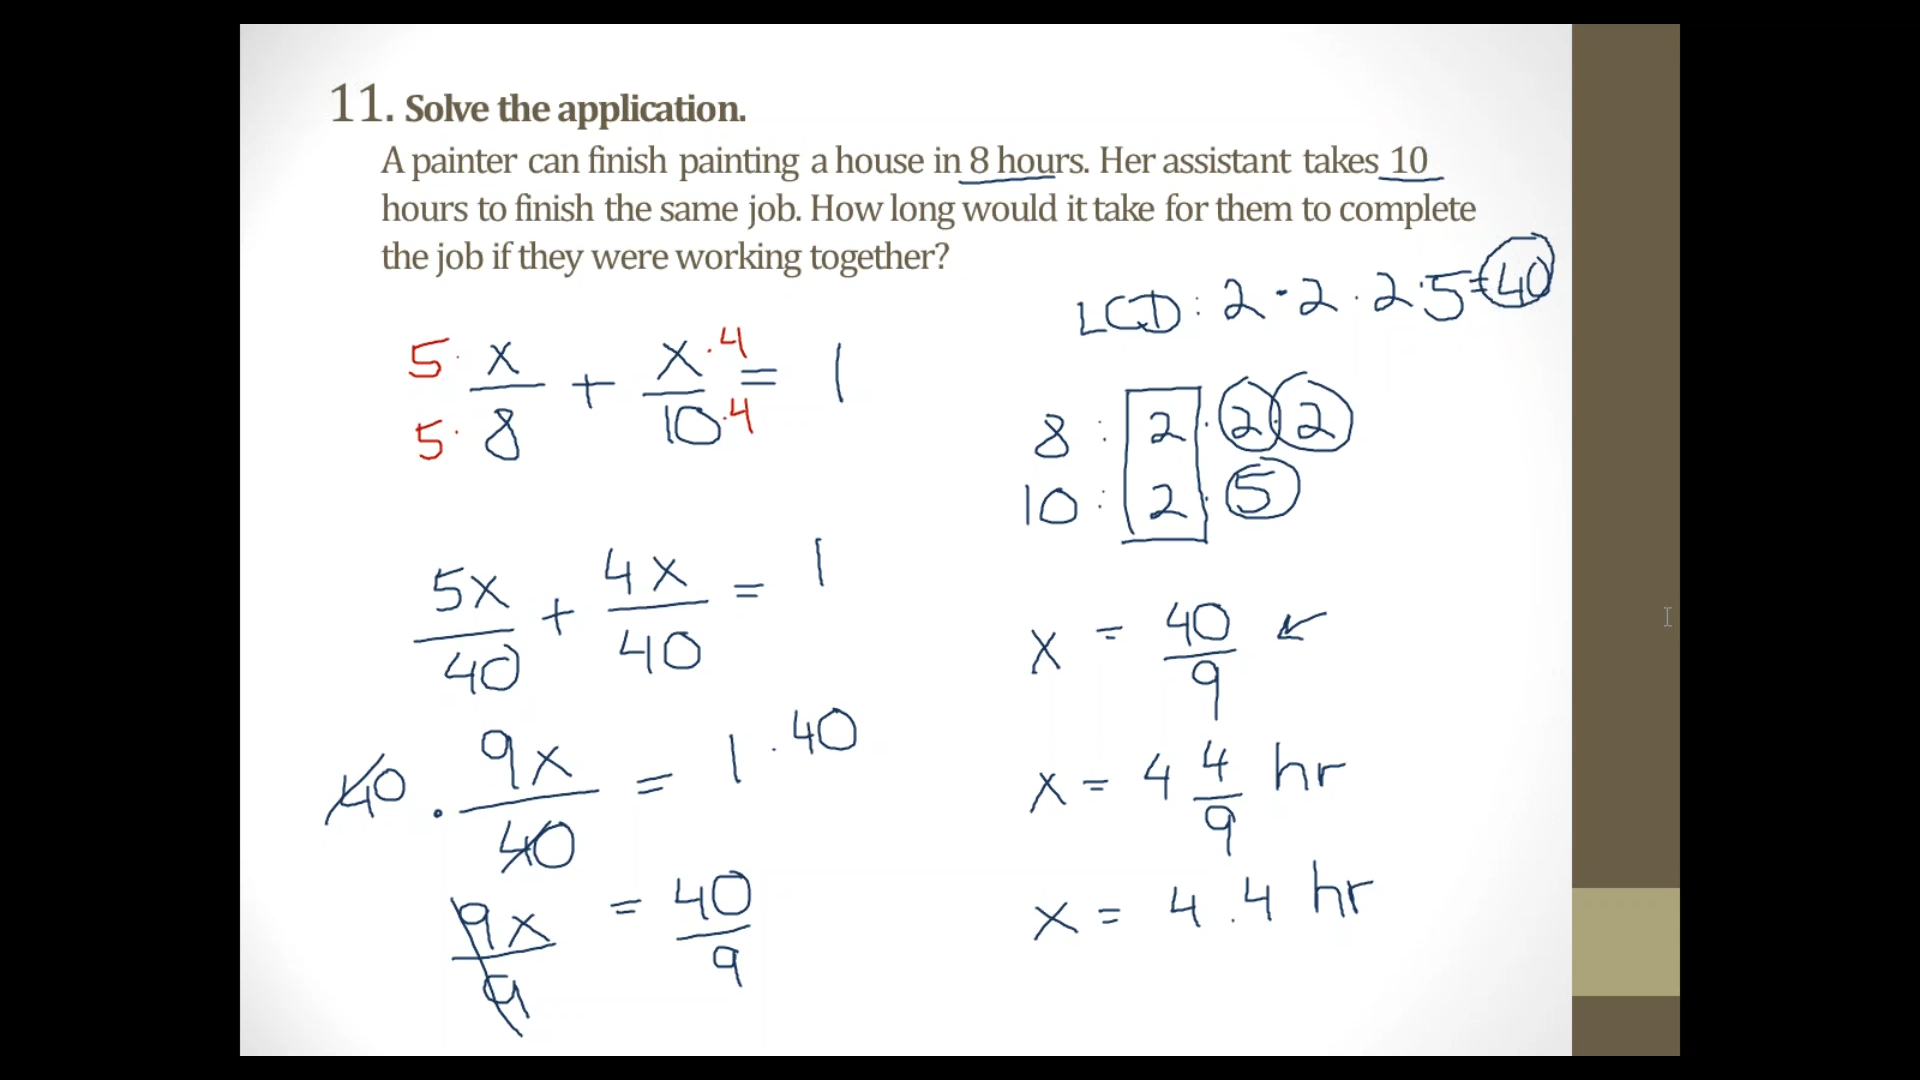 11. Solve the application.
A painter can finish painting a house in 8 hours. Her assistant takes 10
hours to finish the same job. How long would it take for them to complete
the job if they were working together?
LCD: 2 · 2 · 2 · 5 = 40
5 · x/8 · 5 + x/10 · 4/4 = 1
8 : 2 · 2 · 2
10 : 2 · 5
5x/40 + 4x/40 = 1
40 · 9x/40 = 1 · 40
9x/9 = 40/9
x = 40/9
x = 4 4/9 hr
x = 4.4 hr